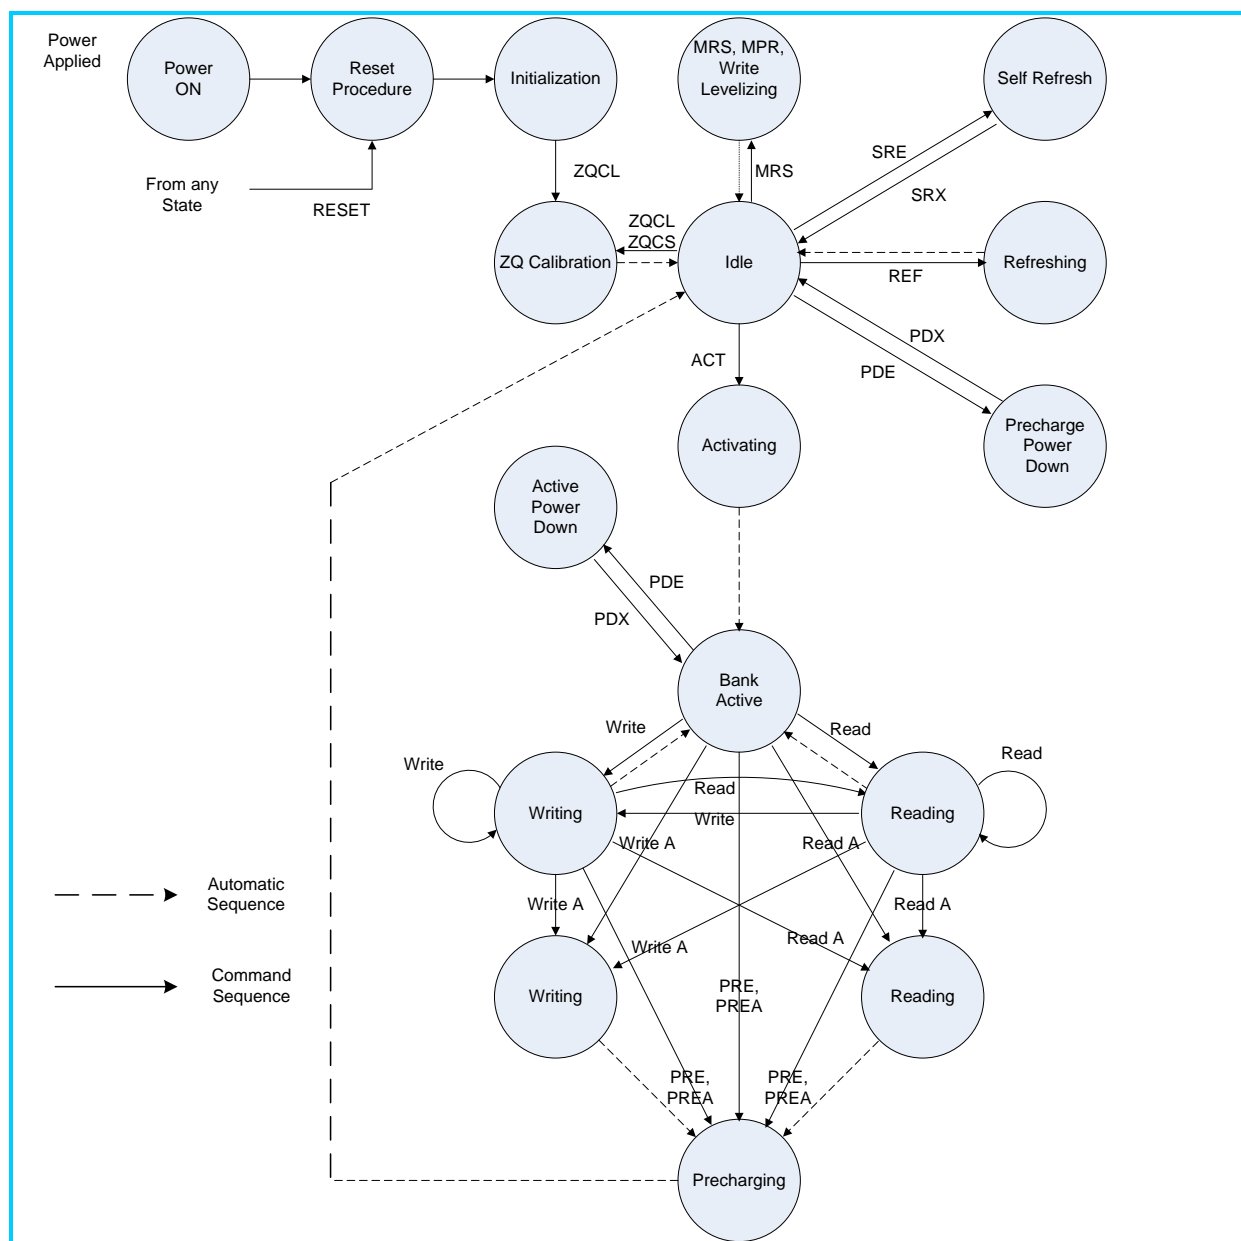 Power
Applied
Power
ON
Reset
Procedure
Initialization
MRS, MPR,
Write
Levelizing
Self Refresh
From any
State
RESET
ZQCL
MRS
SRE
SRX
ZQCL
ZQCS
ZQ Calibration
Idle
REF
Refreshing
ACT
PDX
PDE
Activating
Precharge
Power
Down
Active
Power
Down
PDE
PDX
Bank
Active
Write
Read
Write
Read
Read
Write
Writing
Reading
Write A
Read A
Automatic
Sequence
Write A
Read A
Write A
Read A
Command
Sequence
Writing
PRE,
PREA
Reading
PRE,
PREA
PRE,
PREA
Precharging